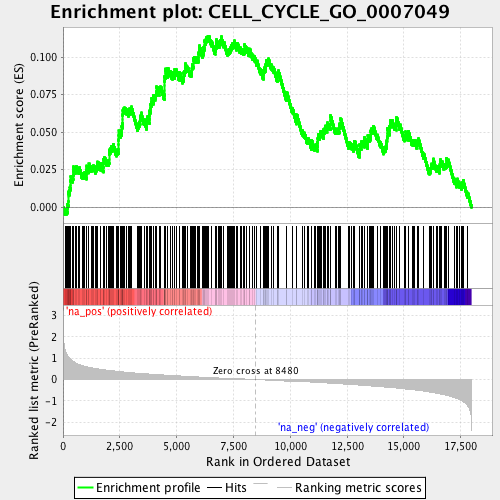 Enrichment plot: CELL_CYCLE_GO_0007049
Enrichment score (ES)
0.100
0.075
0.050
0.025
0.000
Ranked list metric (PreRanked)
3
2
1
0
-1
-2
'na_pos' (positively correlated)
Zero cross at 8480
'na_neg' (negatively correlated)
0
2,500
5,000
7,500
10,000
12,500
15,000
17,500
Rank in Ordered Dataset
Enrichment profile
Hits
Ranking metric scores